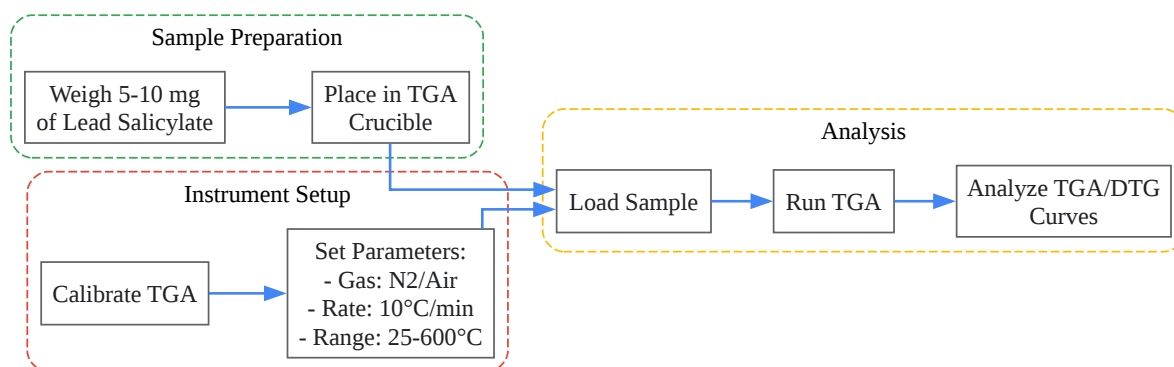 Sample Preparation
Weigh 5-10 mg
of Lead Salicylate
Place in TGA
Crucible
Instrument Setup
Calibrate TGA
Set Parameters:
- Gas: N2/Air
- Rate: 10°C/min
- Range: 25-600°C
Analysis
Load Sample
Run TGA
Analyze TGA/DTG
Curves